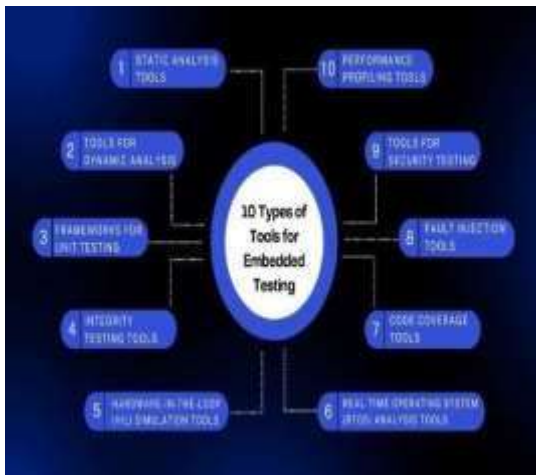 10 Types of
Tools for
Embedded
Testing
1 STATIC ANALYSIS
TOOLS
2 TOOLS FOR
DYNAMIC ANALYSIS
3 FRAMEWORKS FOR
UNIT TESTING
4 INTEGRITY
TESTING TOOLS
5 HARDWARE-IN-THE-LOOP
(HIL) SIMULATION TOOLS
6 REAL TIME OPERATING SYSTEM
(RTOS) ANALYSIS TOOLS
7 CODE COVERAGE
TOOLS
8 FAULT INJECTION
TOOLS
9 TOOLS FOR
SECURITY TESTING
10 PERFORMANCE
PROFILING TOOLS